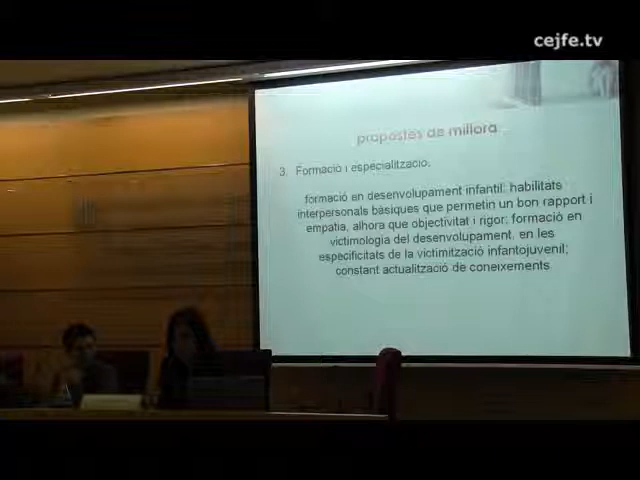 cejfe.tv
propostes de millora
3. Formació i especialització.
formació en desenvolupament infantil; habilitats
interpersonals bàsiques que permetin un bon rapport i
empatia, alhora que objectivitat i rigor; formació en
victimologia del desenvolupament, en les
especificitats de la victimització infantojuvenil;
constant actualització de coneixements